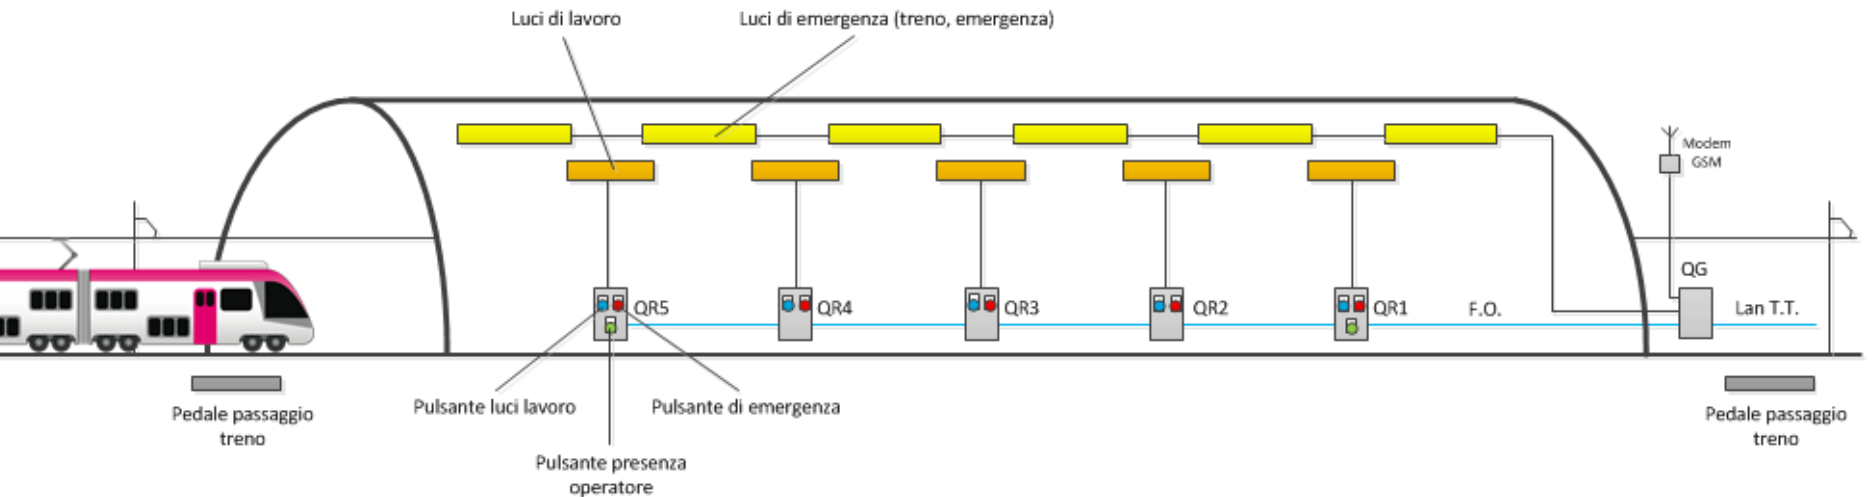 Luci di lavoro
Luci di emergenza (treno, emergenza)
Modem
GSM
QG
QR5
QR4
QR3
QR2
QR1
F.O.
Lan T.T.
Pulsante luci lavoro
Pulsante di emergenza
Pedale passaggio
treno
Pedale passaggio
treno
Pulsante presenza
operatore